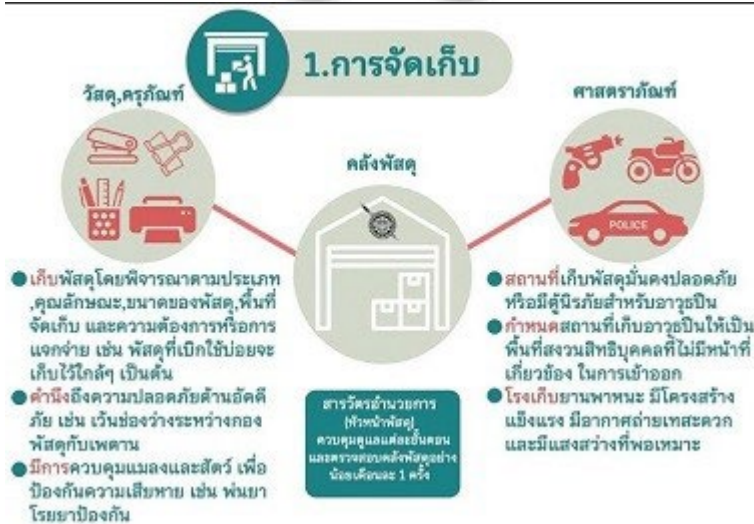 1.การจัดเก็บ
วัสดุ,ครุภัณฑ์
เก็บพัสดุโดยพิจารณาตามประเภท
,คุณลักษณะ,ขนาดของพัสดุ,พื้นที่
จัดเก็บ และความต้องการหรือการ
แจกจ่าย เช่น พัสดุที่เบิกใช้บ่อยจะ
เก็บไว้ใกล้ๆ เป็นต้น
คำนึงถึงความปลอดภัยด้านอัคคี
ภัย เช่น เว้นช่องว่างระหว่างกอง
พัสดุกับเพดาน
มีการควบคุมแมลงและสัตว์ เพื่อ
ป้องกันความเสียหาย เช่น พ่นยา
โรยยาป้องกัน
คลังพัสดุ
สารวัตรอำนวยการ
(หัวหน้าพัสดุ)
ควบคุมดูแลแต่ละขั้นตอน
และตรวจสอบคลังพัสดุอย่าง
น้อยเดือนละ 1 ครั้ง
ศาสตราภัณฑ์
POLICE
สถานที่เก็บพัสดุมั่นคงปลอดภัย
หรือมีตู้นิรภัยสำหรับอาวุธปืน
กำหนดสถานที่เก็บอาวุธปืนให้เป็น
พื้นที่สงวนสิทธิบุคคลที่ไม่มีหน้าที่
เกี่ยวข้อง ในการเข้าออก
โรงเก็บยานพาหนะ มีโครงสร้าง
แข็งแรง มีอากาศถ่ายเทสะดวก
และมีแสงสว่างที่พอเหมาะ